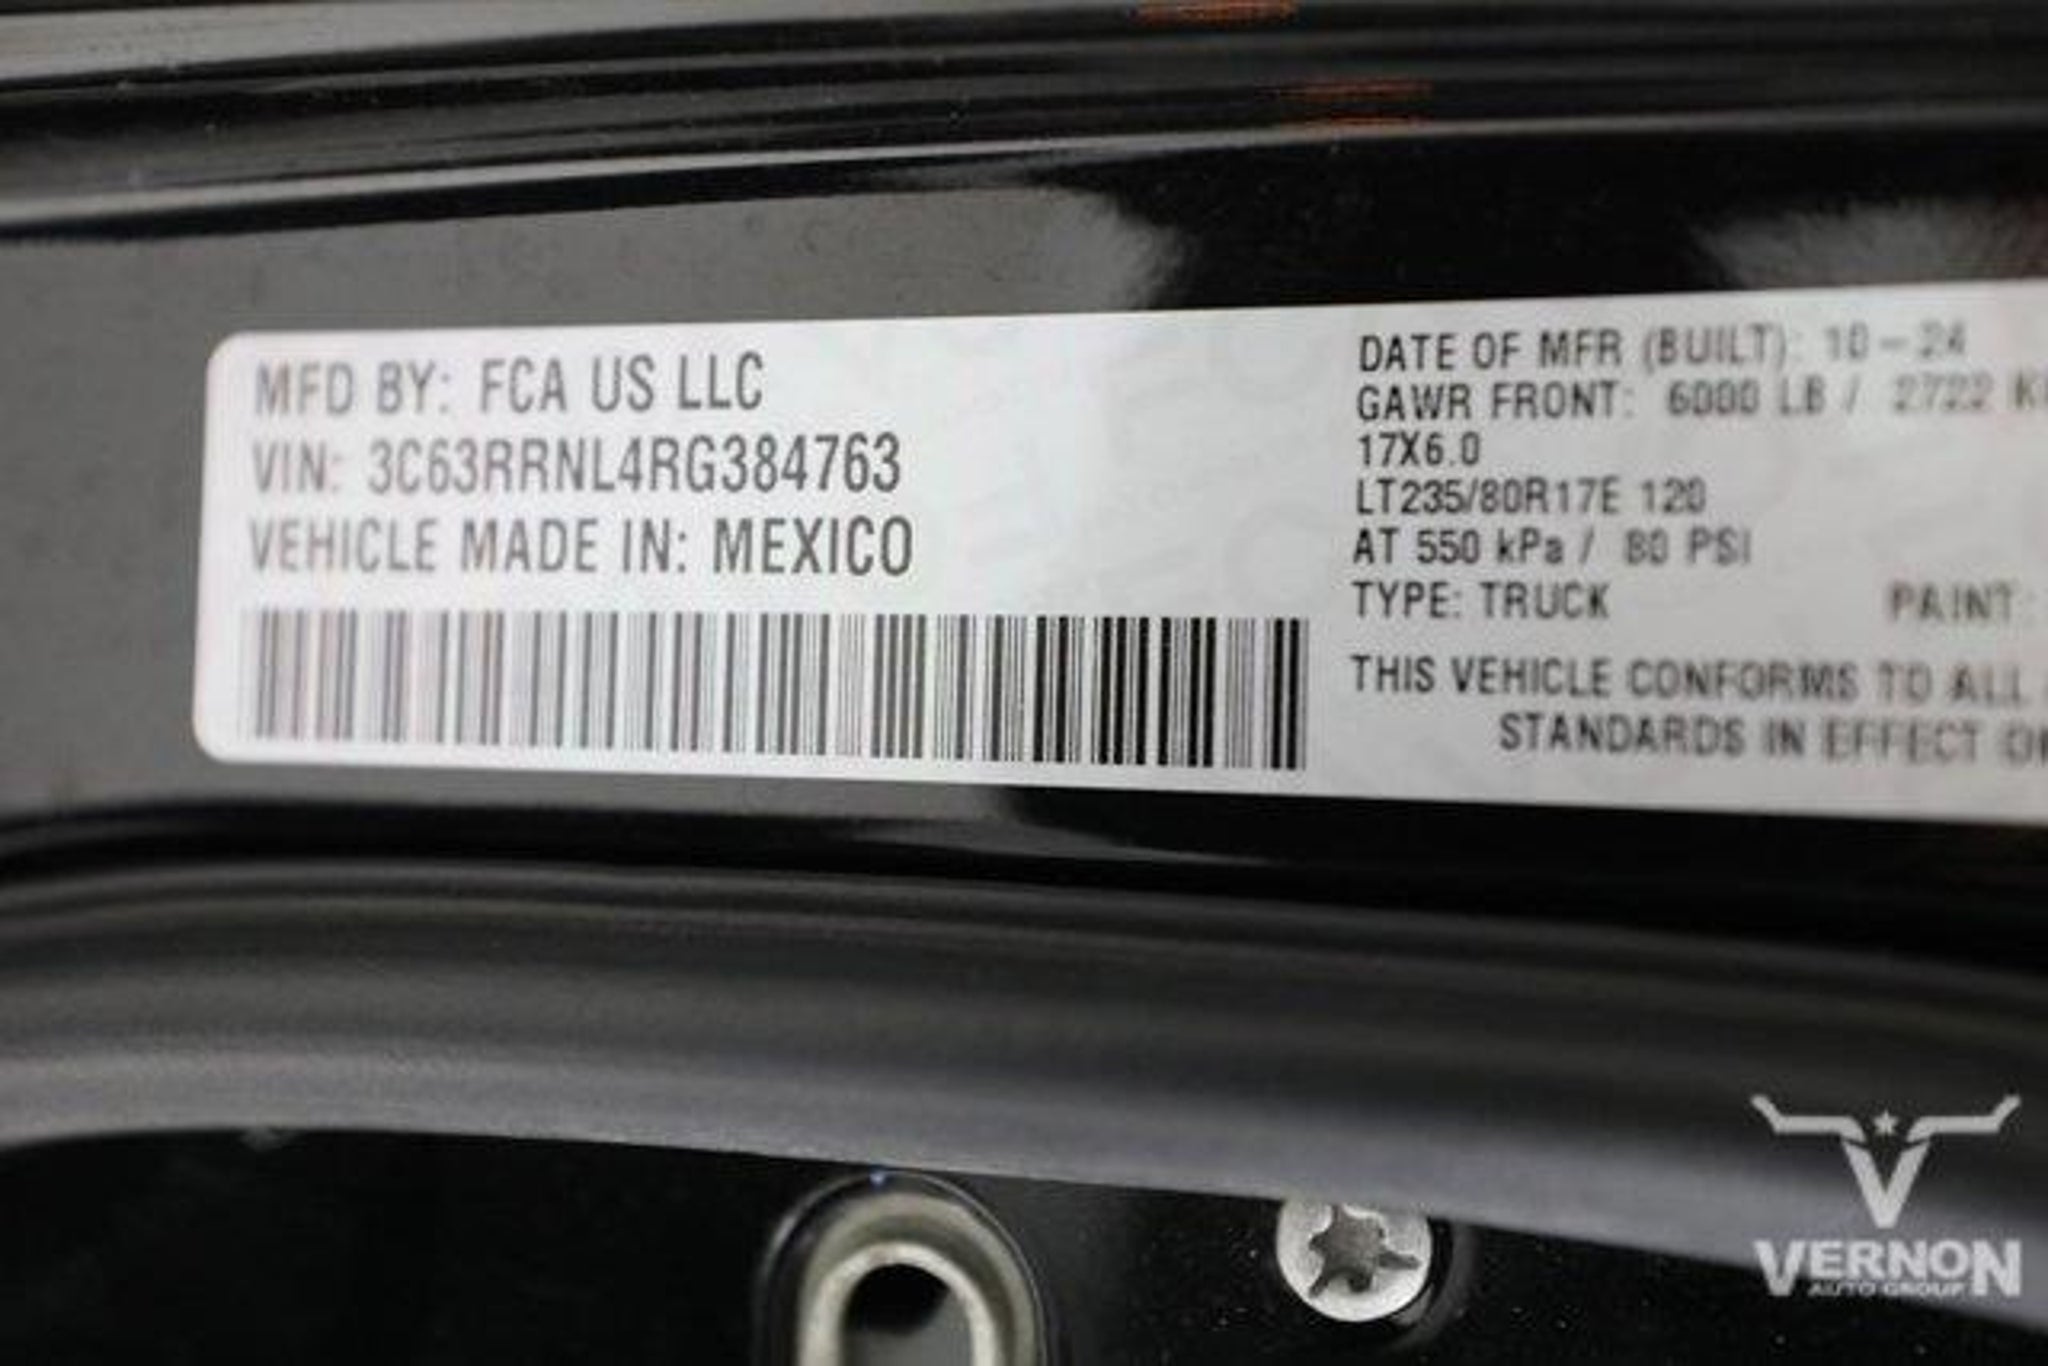 MFD BY: FCA US LLC
VIN: 3C63RRNL4RG384763
VEHICLE MADE IN: MEXICO
DATE OF MFR (BUILT): 10-24
GAWR FRONT: 6000 LB / 2722
17X6.0
LT235/80R17E 120
AT 550 kPa / 80 PSI
TYPE: TRUCK PAINT:
THIS VEHICLE CONFORMS TO ALL
STANDARDS IN EFFECT
VERNON
AUTO GROUP